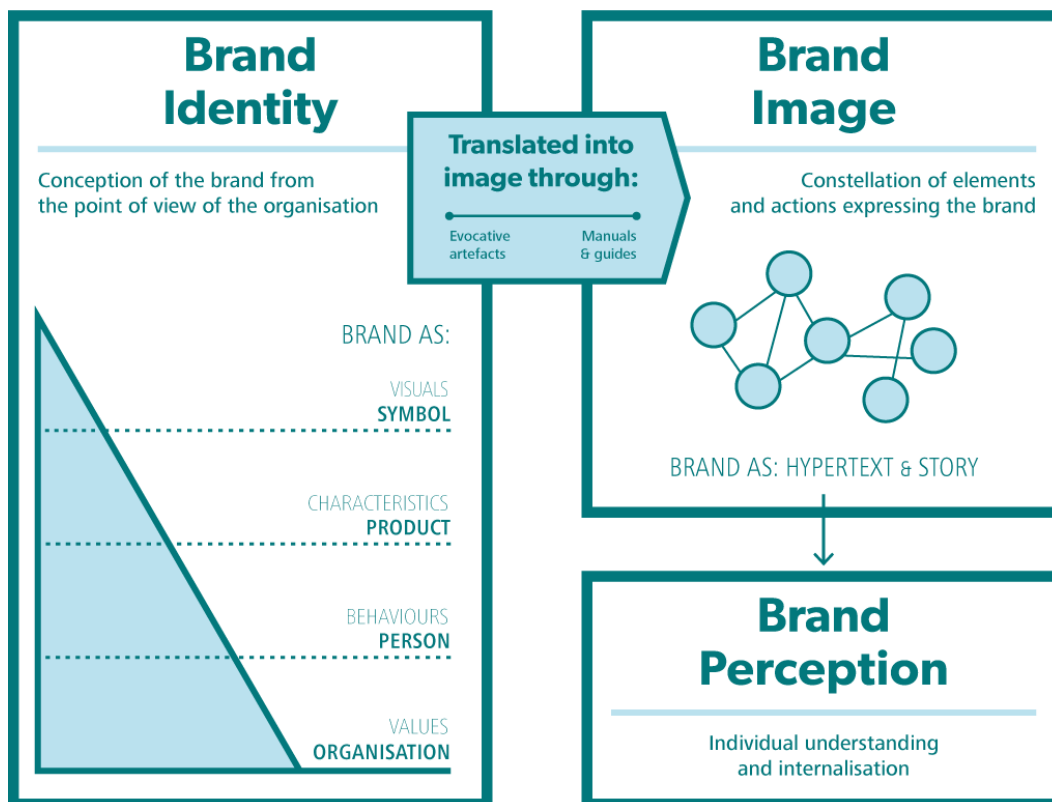 Brand
Identity
Conception of the brand from
the point of view of the organisation
BRAND AS:
VISUALS
SYMBOL
CHARACTERISTICS
PRODUCT
BEHAVIOURS
PERSON
VALUES
ORGANISATION
Translated into
image through:
Evocative
artefacts
Manuals
& guides
Brand
Image
Constellation of elements
and actions expressing the brand
BRAND AS: HYPERTEXT & STORY
Brand
Perception
Individual understanding
and internalisation